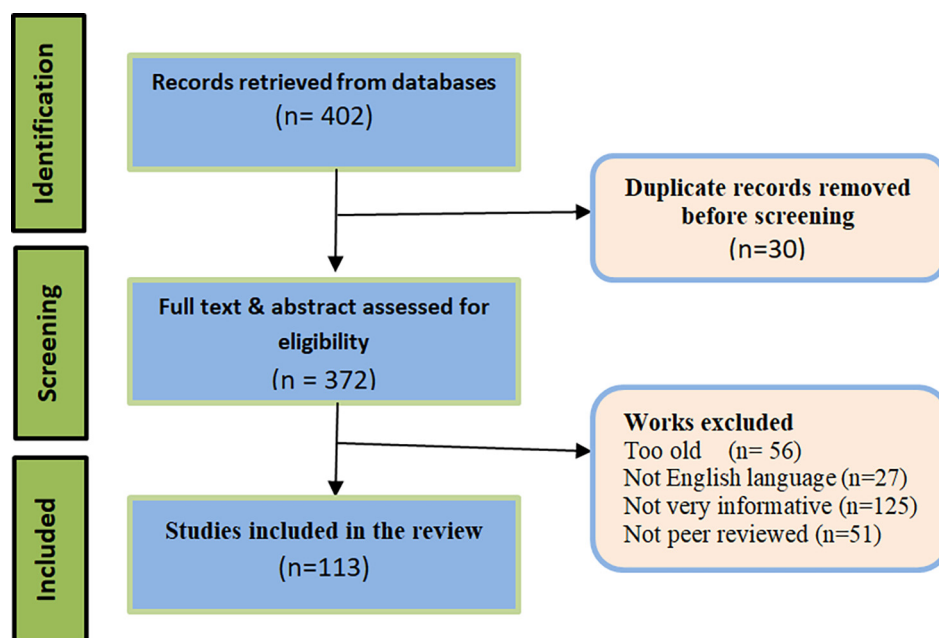 Identification
Records retrieved from databases
(n= 402)
Duplicate records removed
before screening
(n=30)
Screening
Full text & abstract assessed for
eligibility
(n = 372)
Works excluded
Too old (n= 56)
Not English language (n=27)
Not very informative (n=125)
Not peer reviewed (n=51)
Included
Studies included in the review
(n=113)